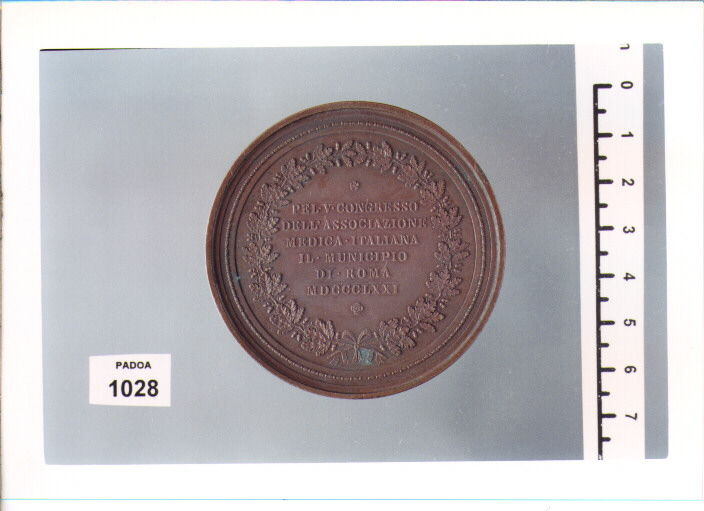 PEL·V·CONGRESSO
DELL'ASSOCIAZIONE
MEDICA·ITALIANA
IL·MUNICIPIO
DI·ROMA
MDCCCLXXI
PADOA
1028
0
1
2
3
4
5
6
7